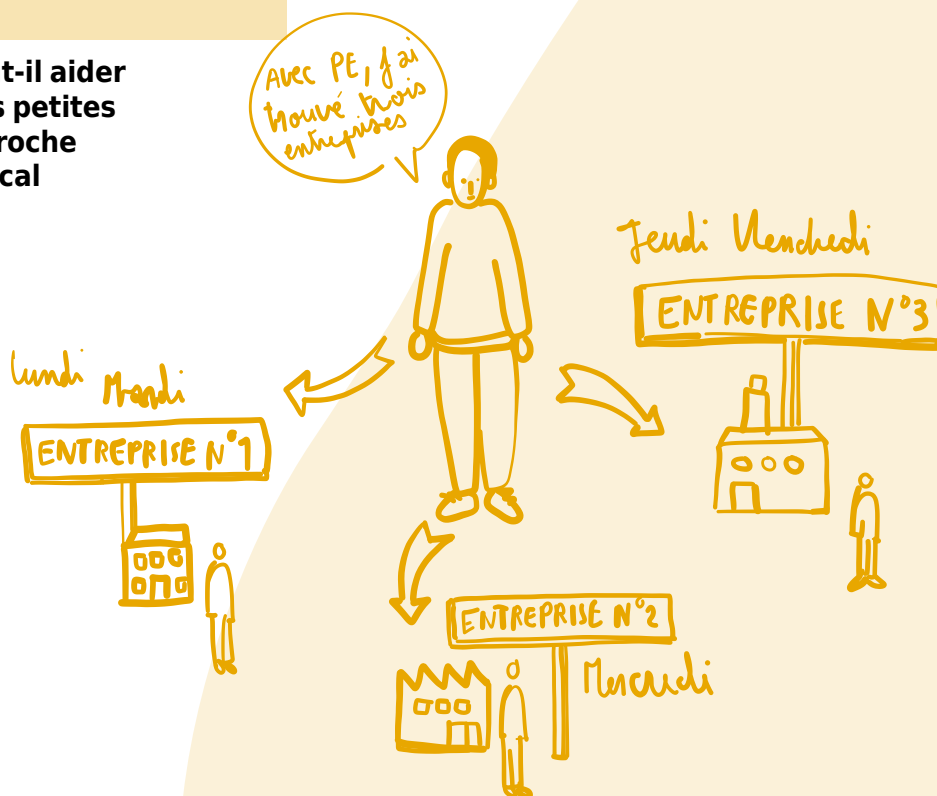 t-il aider
s petites
roche
cal
Avec PE, j'ai
trouvé trois
entreprises
Jeudi Vendredi
ENTREPRISE N°3
Lundi Mardi
ENTREPRISE N°1
ENTREPRISE N°2
Mercredi